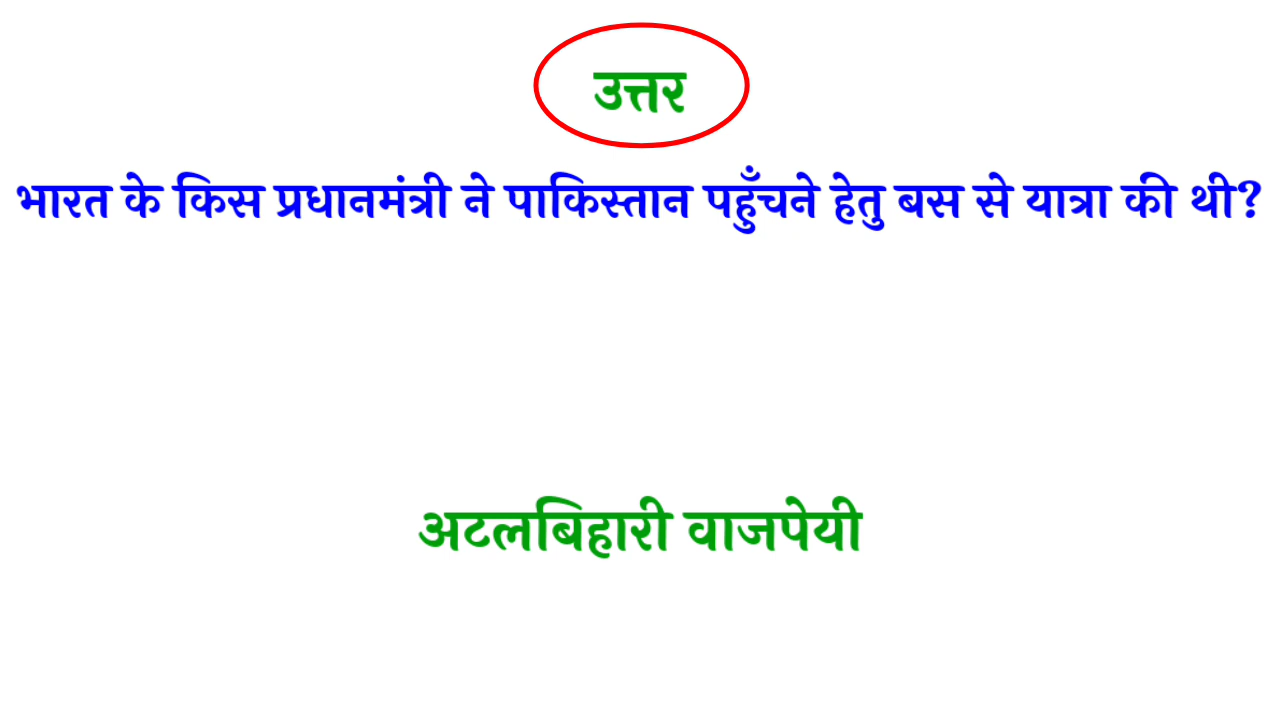 उत्तर
भारत के किस प्रधानमंत्री ने पाकिस्तान पहुँचने हेतु बस से यात्रा की थी?
अटलबिहारी वाजपेयी